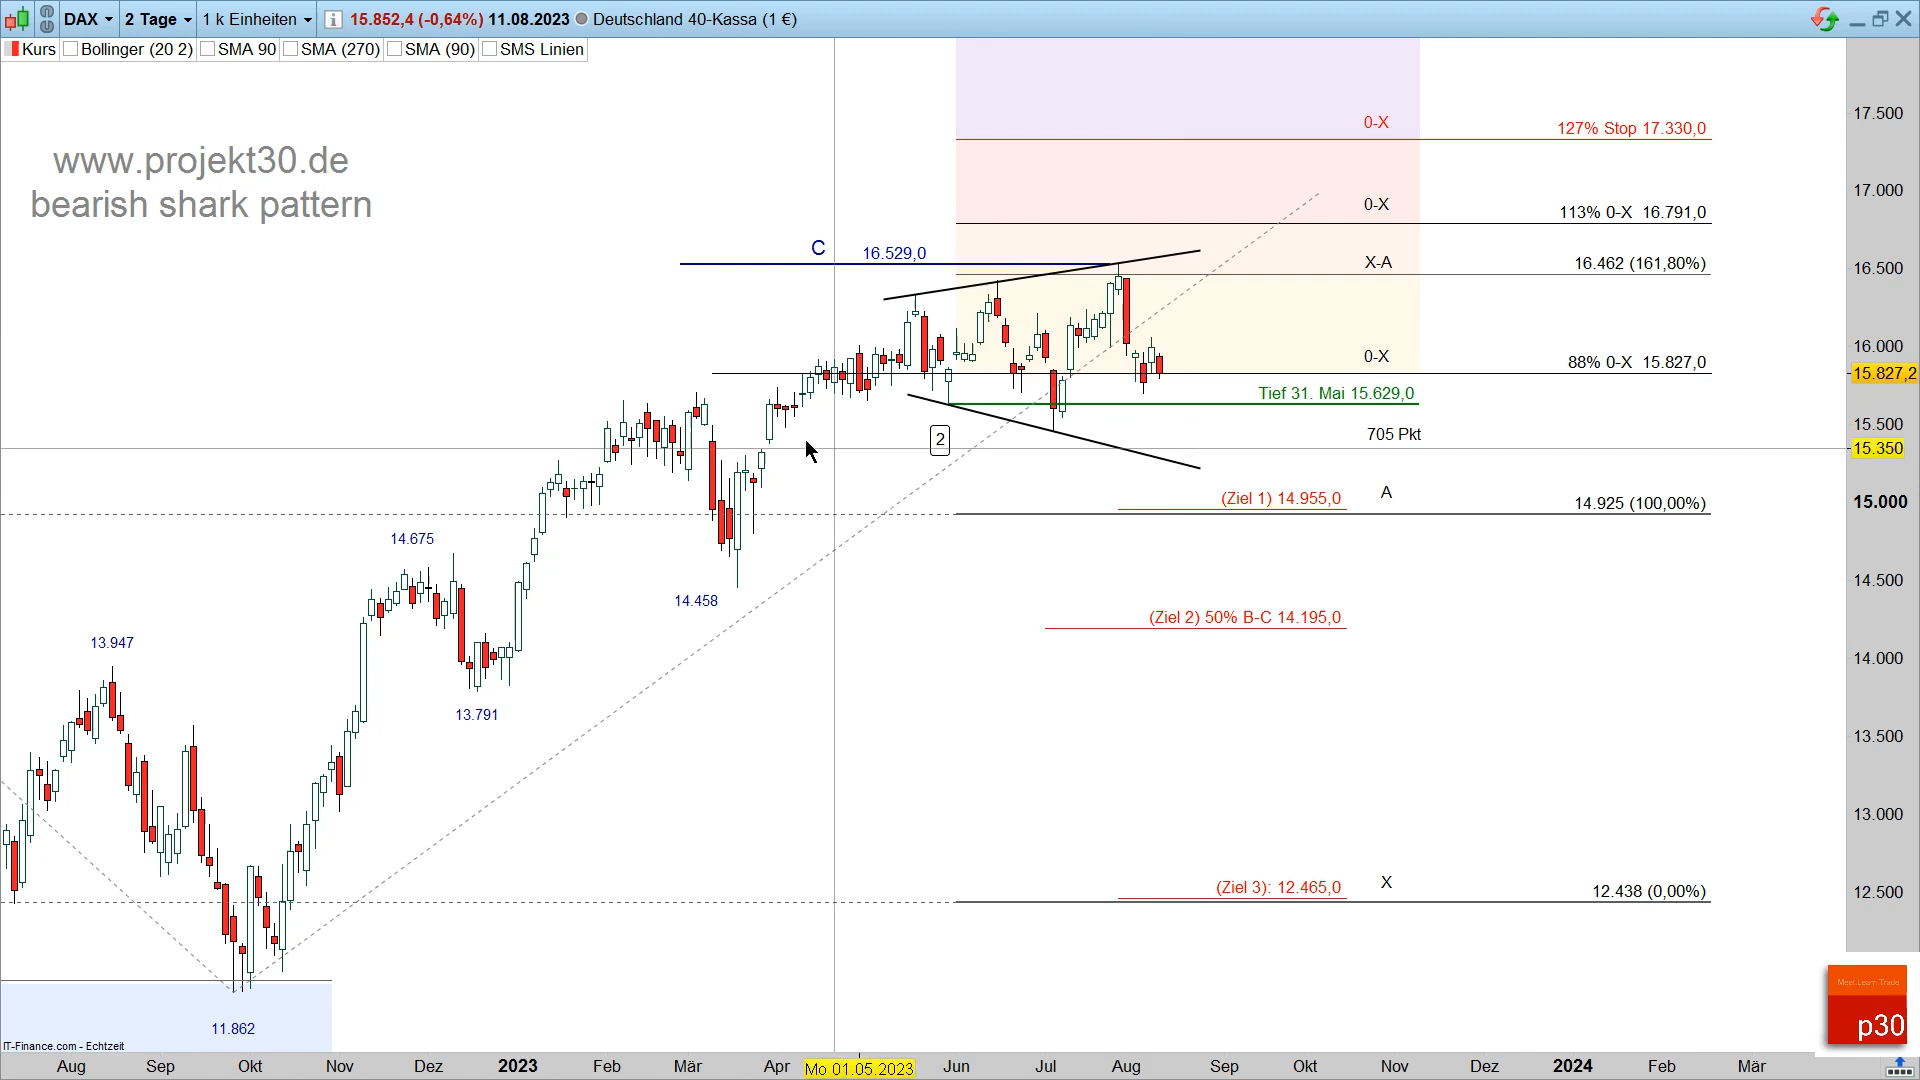 DAX 2 Tage 1 k Einheiten 15.852,4 (-0,64%) 11.08.2023 Deutschland 40-Kassa (1 €)
Kurs Bollinger (20 2) SMA 90 SMA (270) SMA (90) SMS Linien
www.projekt30.de
bearish shark pattern
17.500
0-X
127% Stop 17.330,0
17.000
0-X
113% 0-X 16.791,0
C
16.529,0
X-A
16.462 (161,80%)
16.500
16.000
0-X
88% 0-X 15.827,0
15.827,2
Tief 31. Mai 15.629,0
15.500
2
705 Pkt
15.350
(Ziel 1) 14.955,0
A
14.925 (100,00%)
15.000
14.675
14.500
14.458
(Ziel 2) 50% B-C 14.195,0
13.947
14.000
13.791
13.500
13.000
(Ziel 3): 12.465,0
X
12.438 (0,00%)
12.500
11.862
Meet.Learn.Trade
p30
IT-Finance.com - Echtzeit
Aug Sep Okt Nov Dez 2023 Feb Mär Apr Mo 01.05.2023 Jun Jul Aug Sep Okt Nov Dez 2024 Feb Mär